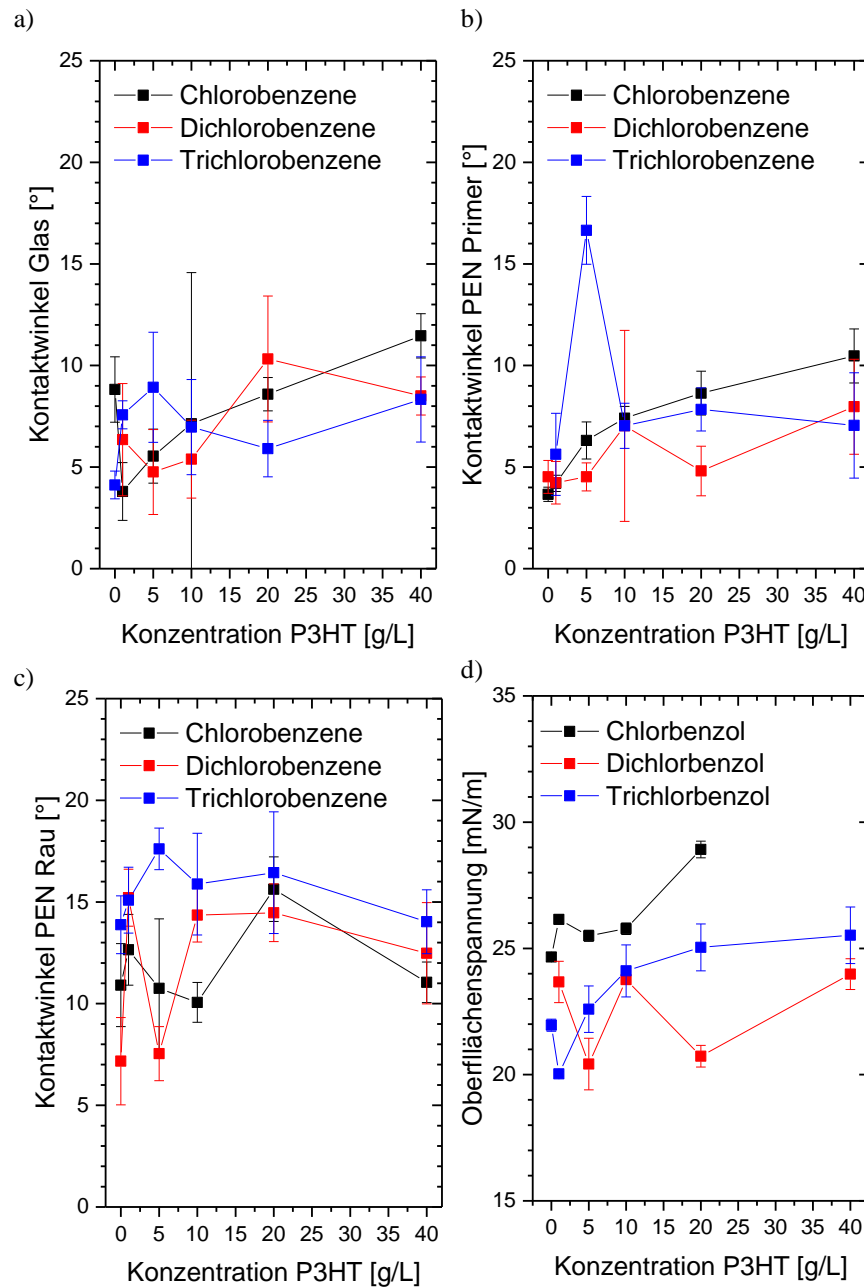 a)
25
20
15
10
5
0
Kontaktwinkel Glas [°]
Chlorobenzene
Dichlorobenzene
Trichlorobenzene
0 5 10 15 20 25 30 35 40
Konzentration P3HT [g/L]
b)
25
20
15
10
5
0
Kontaktwinkel PEN Primer [°]
Chlorobenzene
Dichlorobenzene
Trichlorobenzene
0 5 10 15 20 25 30 35 40
Konzentration P3HT [g/L]
c)
25
20
15
10
5
0
Kontaktwinkel PEN Rau [°]
Chlorobenzene
Dichlorobenzene
Trichlorobenzene
0 5 10 15 20 25 30 35 40
Konzentration P3HT [g/L]
d)
35
30
25
20
15
Oberfllächenspannung [mN/m]
Chlorbenzol
Dichlorbenzol
Trichlorbenzol
0 5 10 15 20 25 30 35 40
Konzentration P3HT [g/L]